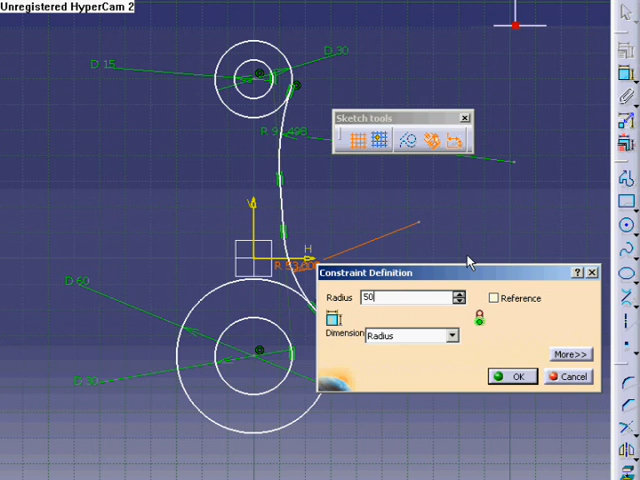 Unregistered HyperCam 2
D 15
D 30
Sketch tools
V
H
D 60
D 30
Constraint Definition
Radius 50
Reference
Dimension Radius
More>>
OK
Cancel